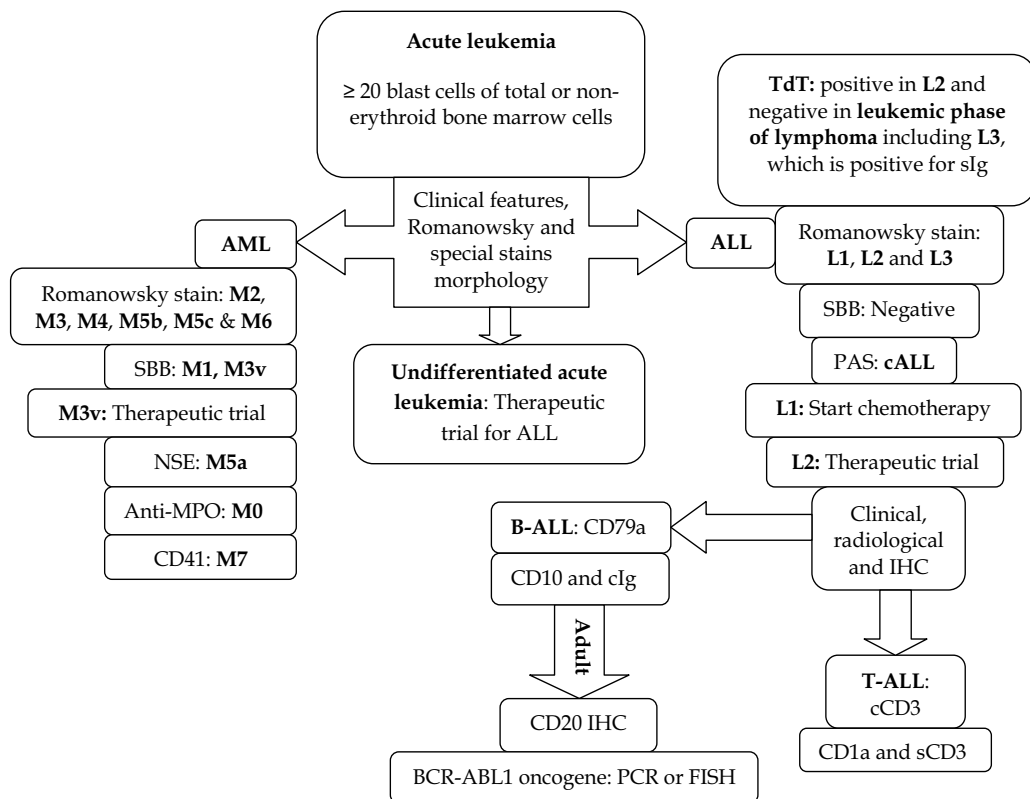 Acute leukemia
≥ 20 blast cells of total or non-
erythroid bone marrow cells
TdT: positive in L2 and
negative in leukemic phase
of lymphoma including L3,
which is positive for sIg
Clinical features,
Romanowsky and
special stains
morphology
AML
Romanowsky stain: M2,
M3, M4, M5b, M5c & M6
SBB: M1, M3v
M3v: Therapeutic trial
NSE: M5a
Anti-MPO: M0
CD41: M7
Undifferentiated acute
leukemia: Therapeutic
trial for ALL
ALL
Romanowsky stain:
L1, L2 and L3
SBB: Negative
PAS: cALL
L1: Start chemotherapy
L2: Therapeutic trial
Clinical,
radiological
and IHC
B-ALL: CD79a
CD10 and cIg
Adult
CD20 IHC
BCR-ABL1 oncogene: PCR or FISH
T-ALL:
cCD3
CD1a and sCD3